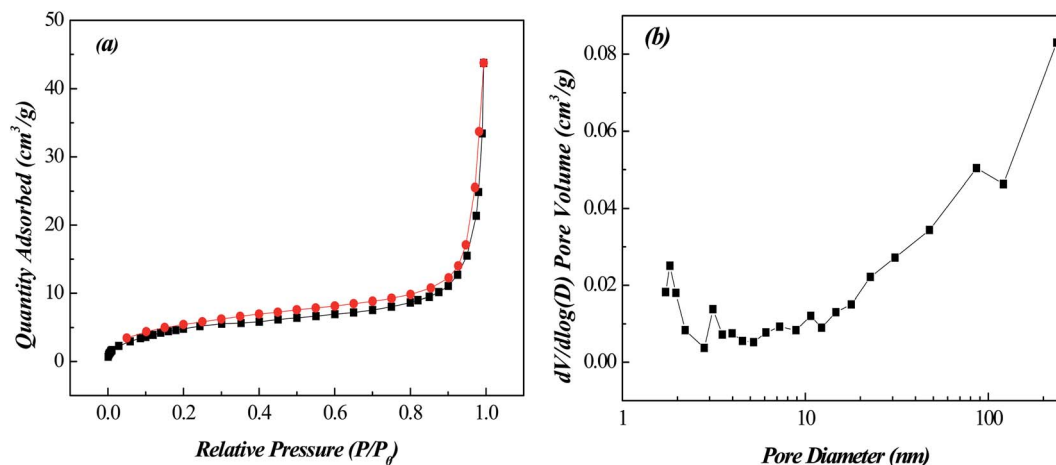 (a)
50
40
30
20
10
0
Quantity Adsorbed (cm³/g)
0.0 0.2 0.4 0.6 0.8 1.0
Relative Pressure (P/P₀)
(b)
0.08
0.06
0.04
0.02
0.00
dV/dlog(D) Pore Volume (cm³/g)
1 10 100
Pore Diameter (nm)